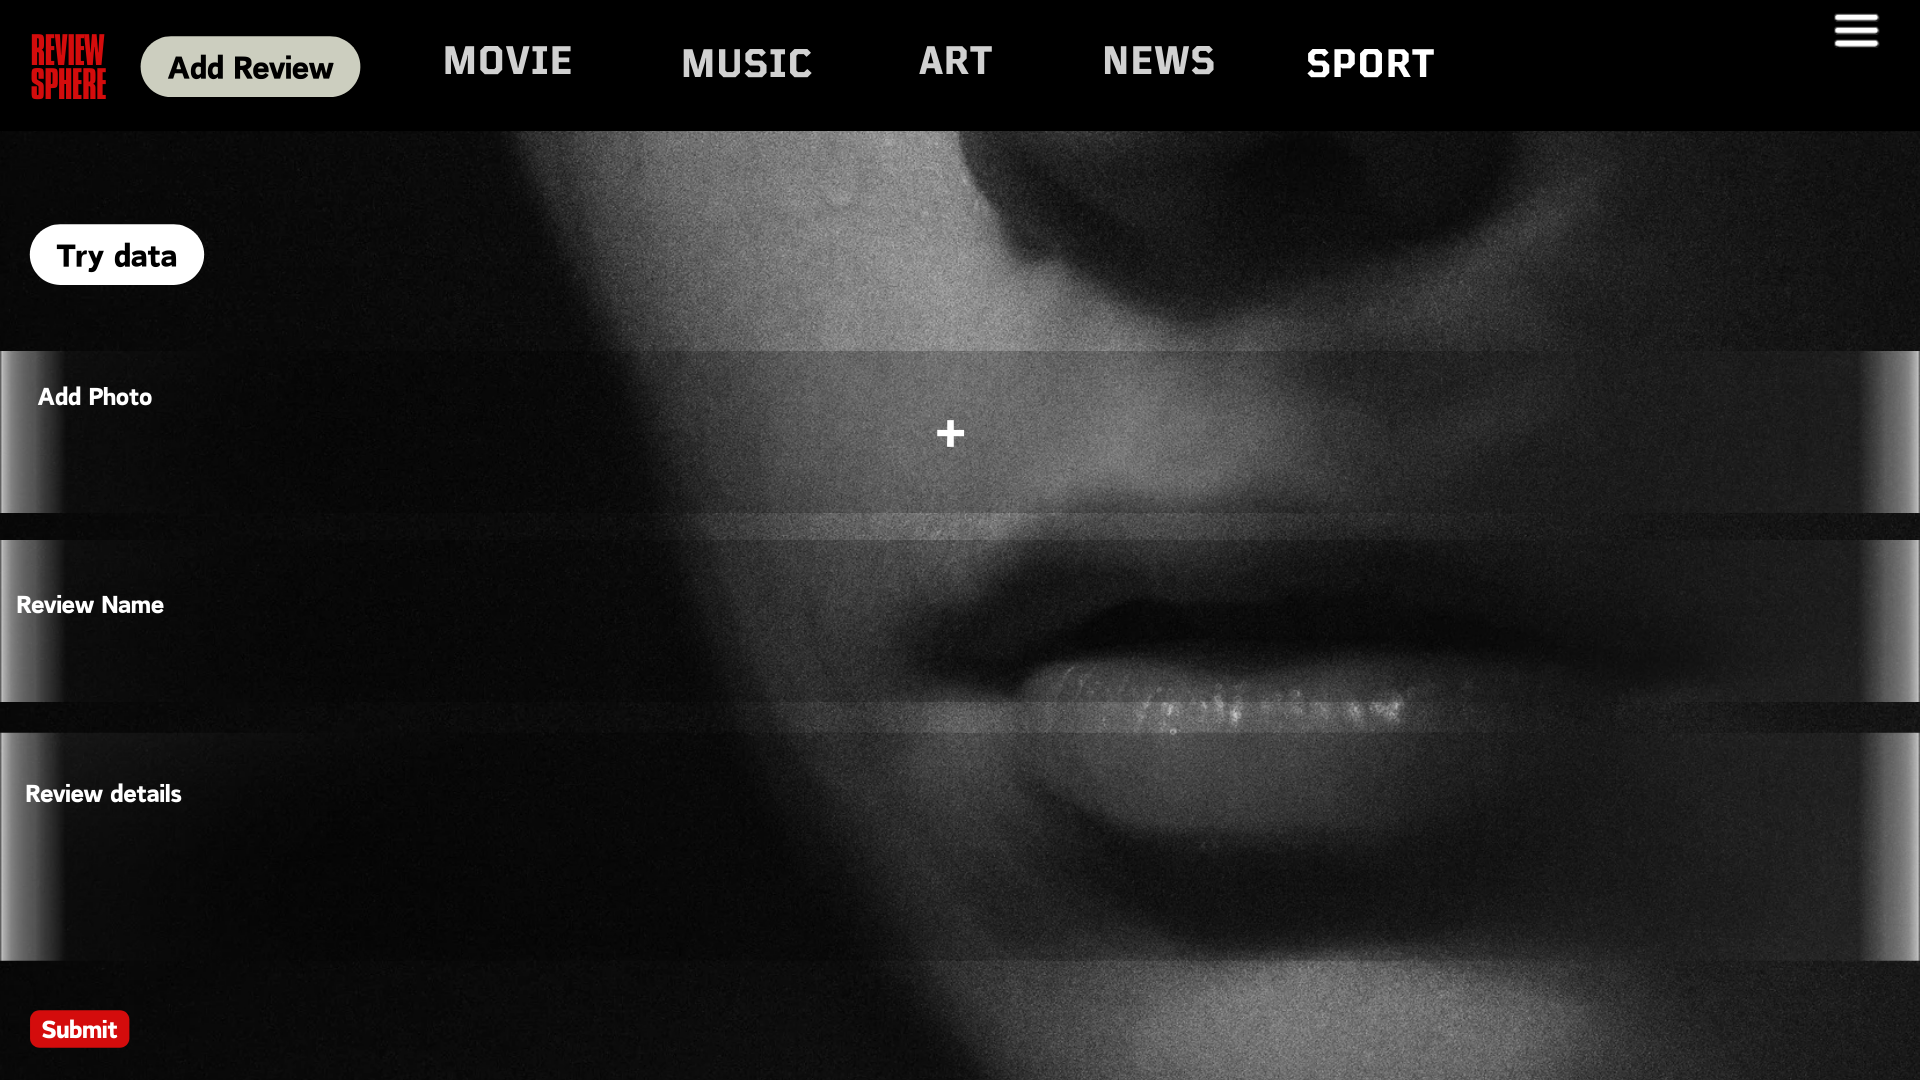 REVIEW
SPHERE
Add Review
MOVIE
MUSIC
ART
NEWS
SPORT
Try data
Add Photo
+
Review Name
Review details
Submit